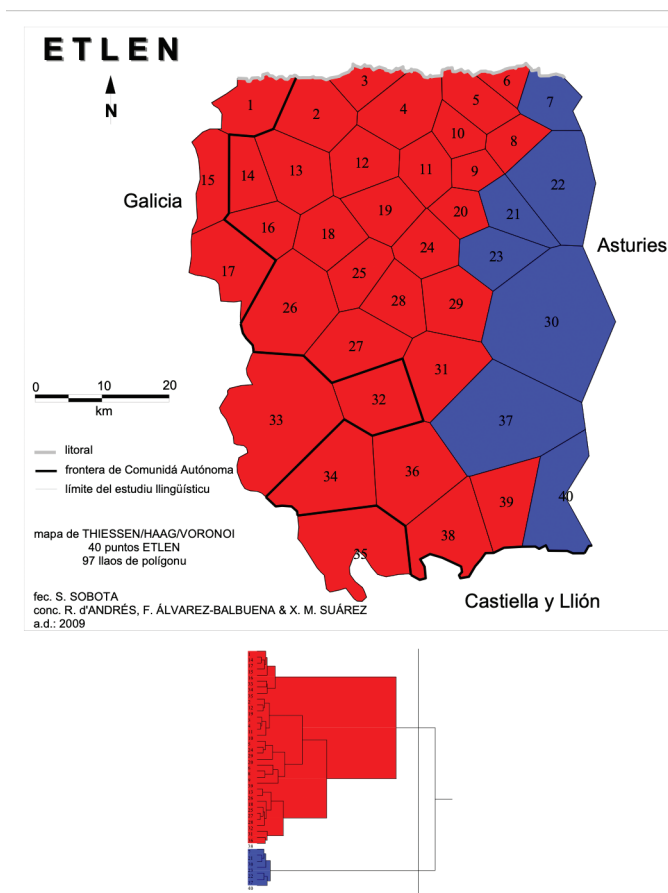 ETLEN
N
3
6
1
2
4
5
7
10
8
12
11
9
15
14
13
22
Galicia
19
20
21
16
18
Asturies
24
23
17
25
28
29
26
30
27
31
0 10 20
km
32
33
37
litoral
frontera de Comunidá Autónoma
34
36
límite del estudiu llingüísticu
39
40
mapa de THIESSEN/HAAG/VORONOI
40 puntos ETLEN
97 llaos de polígonu
38
35
fec. S. SOBOTA
conc. R. d'ANDRÉS, F. ÁLVAREZ-BALBUENA & X. M. SUÁREZ
a.d.: 2009
Castiella y Llión